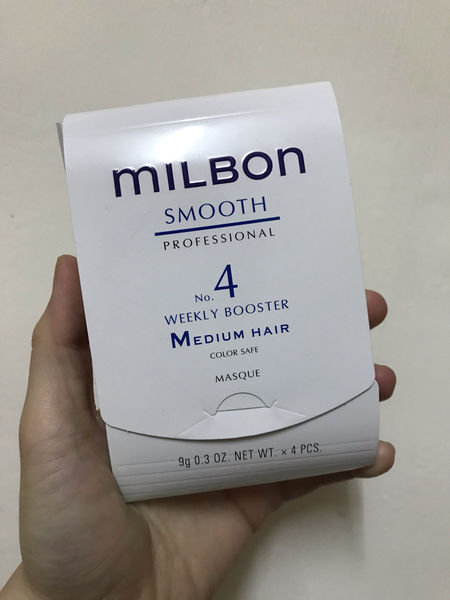 milbon
SMOOTH
PROFESSIONAL
No. 4
WEEKLY BOOSTER
MEDIUM HAIR
COLOR SAFE
MASQUE
9g 0.3 OZ. NET WT. × 4 PCS.